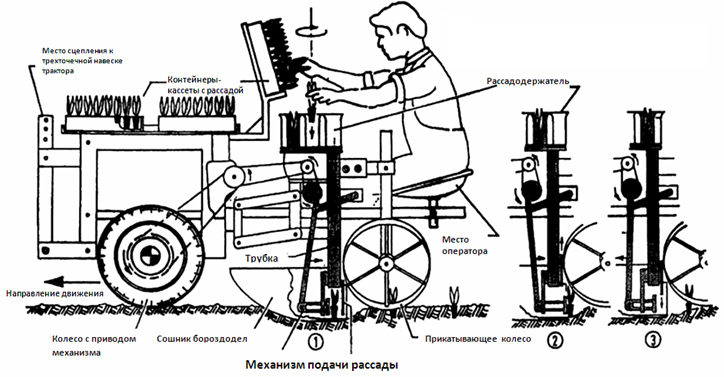 Место сцепления к
трехточечной навеске
трактора
Контейнеры-
кассеты с рассадой
Рассадодержатель
Место
оператора
Трубка
Направление движения
Колесо с приводом
механизма
Сошник бороздодел
1
Прикатывающее колесо
2
3
Механизм подачи рассады